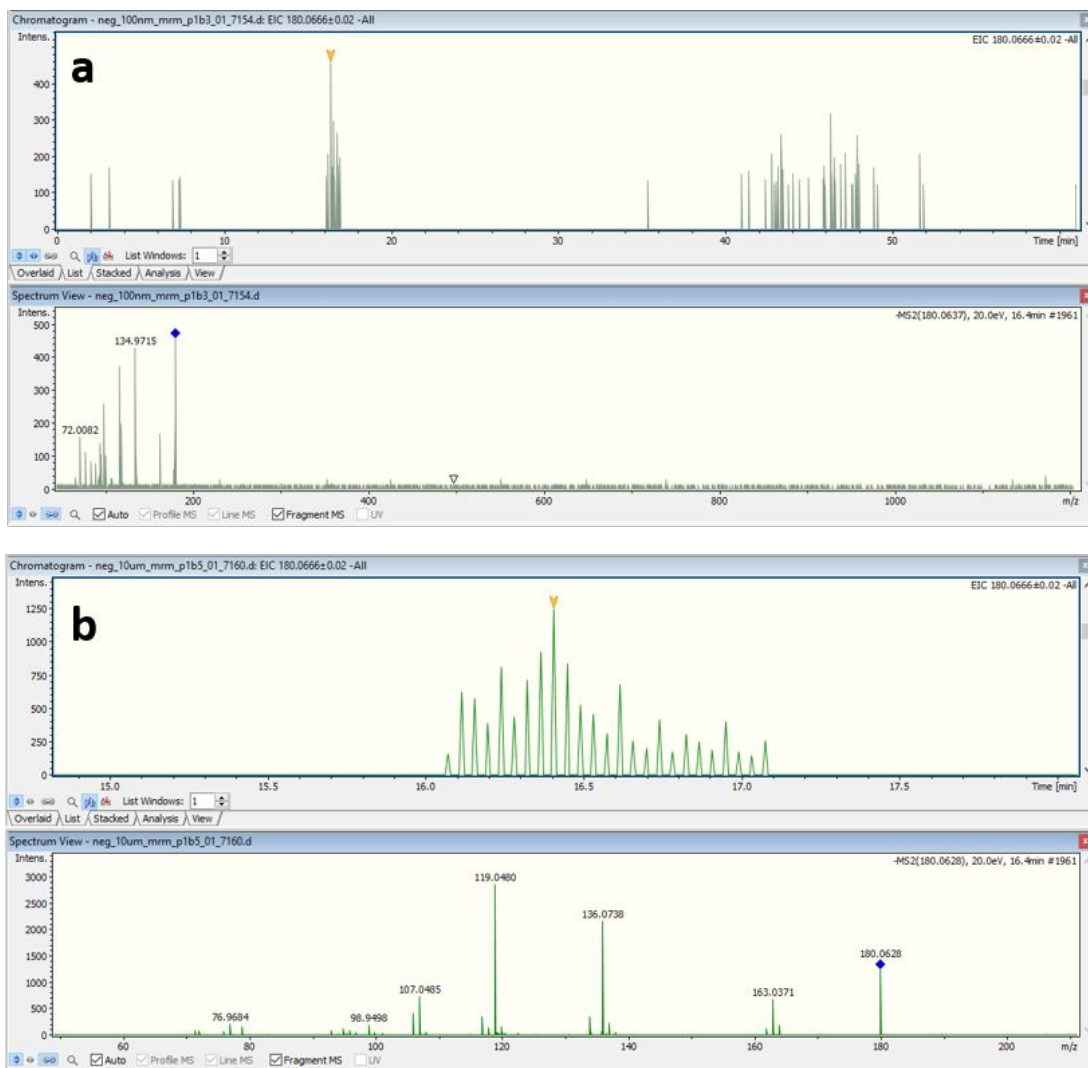 Chromatogram - neg_100nm_mrm_p1b3_01_7154.d: EIC 180.0666±0.02 -All
Intens.
EIC 180.0666±0.02 -All
a
400
300
200
100
0
0 10 20 30 40 50 Time [min]
List Windows: 1
Overlaid List Stacked Analysis View
Spectrum View - neg_100nm_mrm_p1b3_01_7154.d
Intens.
-MS2(180.0637), 20.0eV, 16.4min #1961
500
134.9715
400
300
200
72.0082
100
0
200 400 600 800 1000 m/z
Auto Profile MS Line MS Fragment MS UV
Chromatogram - neg_10um_mrm_p1b5_01_7160.d: EIC 180.0666±0.02 -All
Intens.
EIC 180.0666±0.02 -All
b
1250
1000
750
500
250
0
15.0 15.5 16.0 16.5 17.0 17.5 Time [min]
List Windows: 1
Overlaid List Stacked Analysis View
Spectrum View - neg_10um_mrm_p1b5_01_7160.d
Intens.
-MS2(180.0628), 20.0eV, 16.4min #1961
3000
119.0480
2500
136.0738
2000
1500
180.0628
1000
107.0485
163.0371
500
76.9684
98.9498
0
60 80 100 120 140 160 180 200 m/z
Auto Profile MS Line MS Fragment MS UV